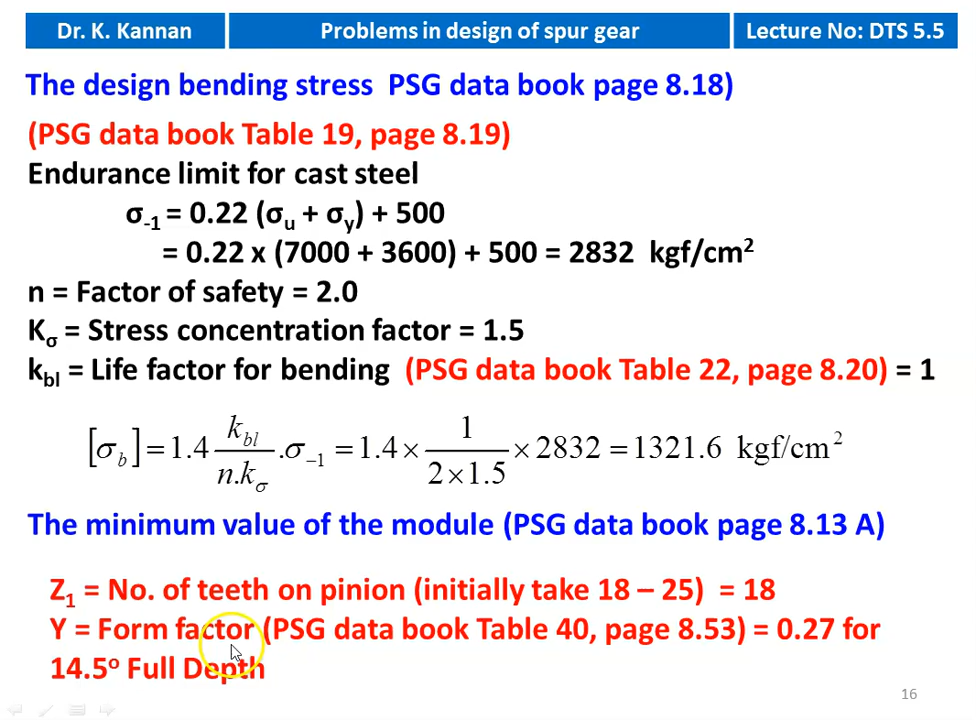 Dr. K. Kannan Problems in design of spur gear Lecture No: DTS 5.5
The design bending stress PSG data book page 8.18)
(PSG data book Table 19, page 8.19)
Endurance limit for cast steel
σ-1 = 0.22 (σu + σy) + 500
= 0.22 x (7000 + 3600) + 500 = 2832 kgf/cm²
n = Factor of safety = 2.0
Kσ = Stress concentration factor = 1.5
kbl = Life factor for bending (PSG data book Table 22, page 8.20) = 1
[σb] = 1.4 kbl / n.kσ .σ−1 = 1.4 × 1 / 2 × 1.5 × 2832 = 1321.6 kgf/cm²
The minimum value of the module (PSG data book page 8.13 A)
Z1 = No. of teeth on pinion (initially take 18 – 25) = 18
Y = Form factor (PSG data book Table 40, page 8.53) = 0.27 for
14.5º Full Depth
16